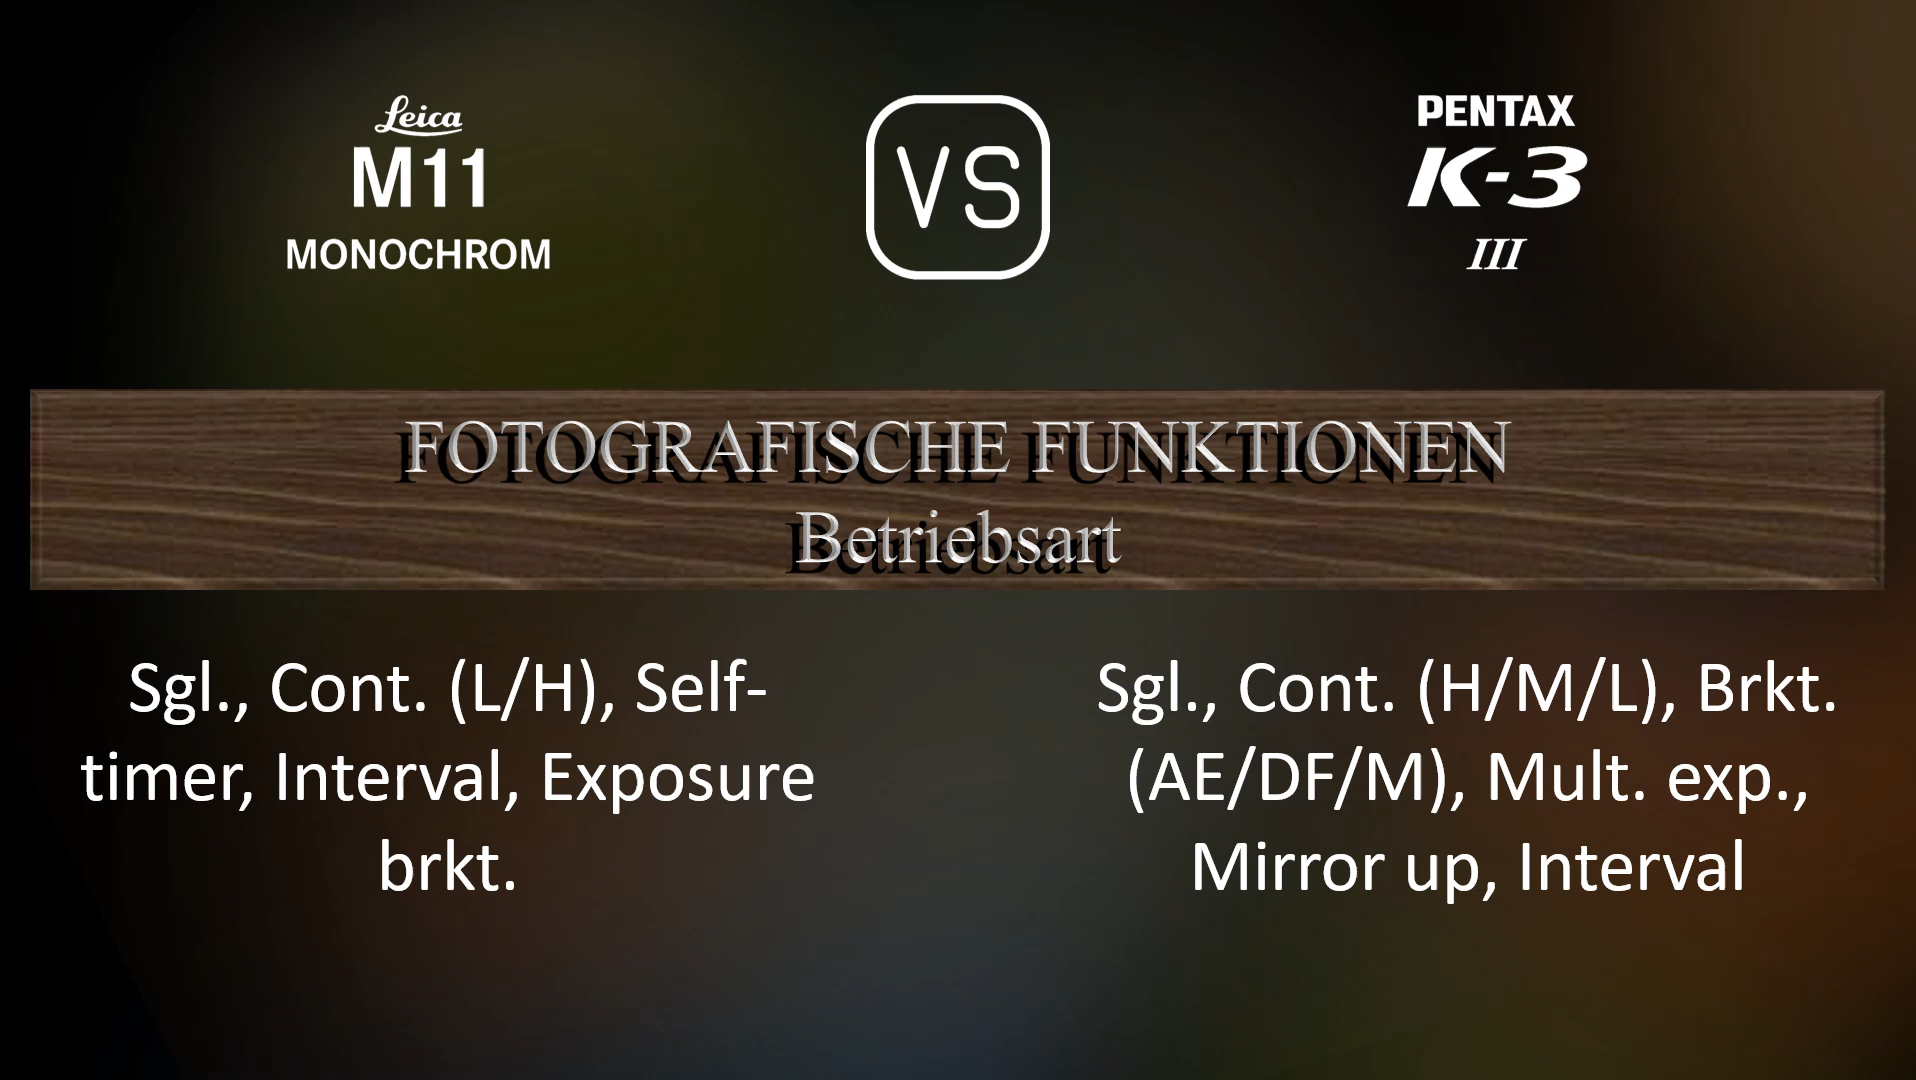 Leica
M11
MONOCHROM
VS
PENTAX
K-3
III
FOTOGRAFISCHE FUNKTIONEN
Betriebsart
Sgl., Cont. (L/H), Self-
timer, Interval, Exposure
brkt.
Sgl., Cont. (H/M/L), Brkt.
(AE/DF/M), Mult. exp.,
Mirror up, Interval